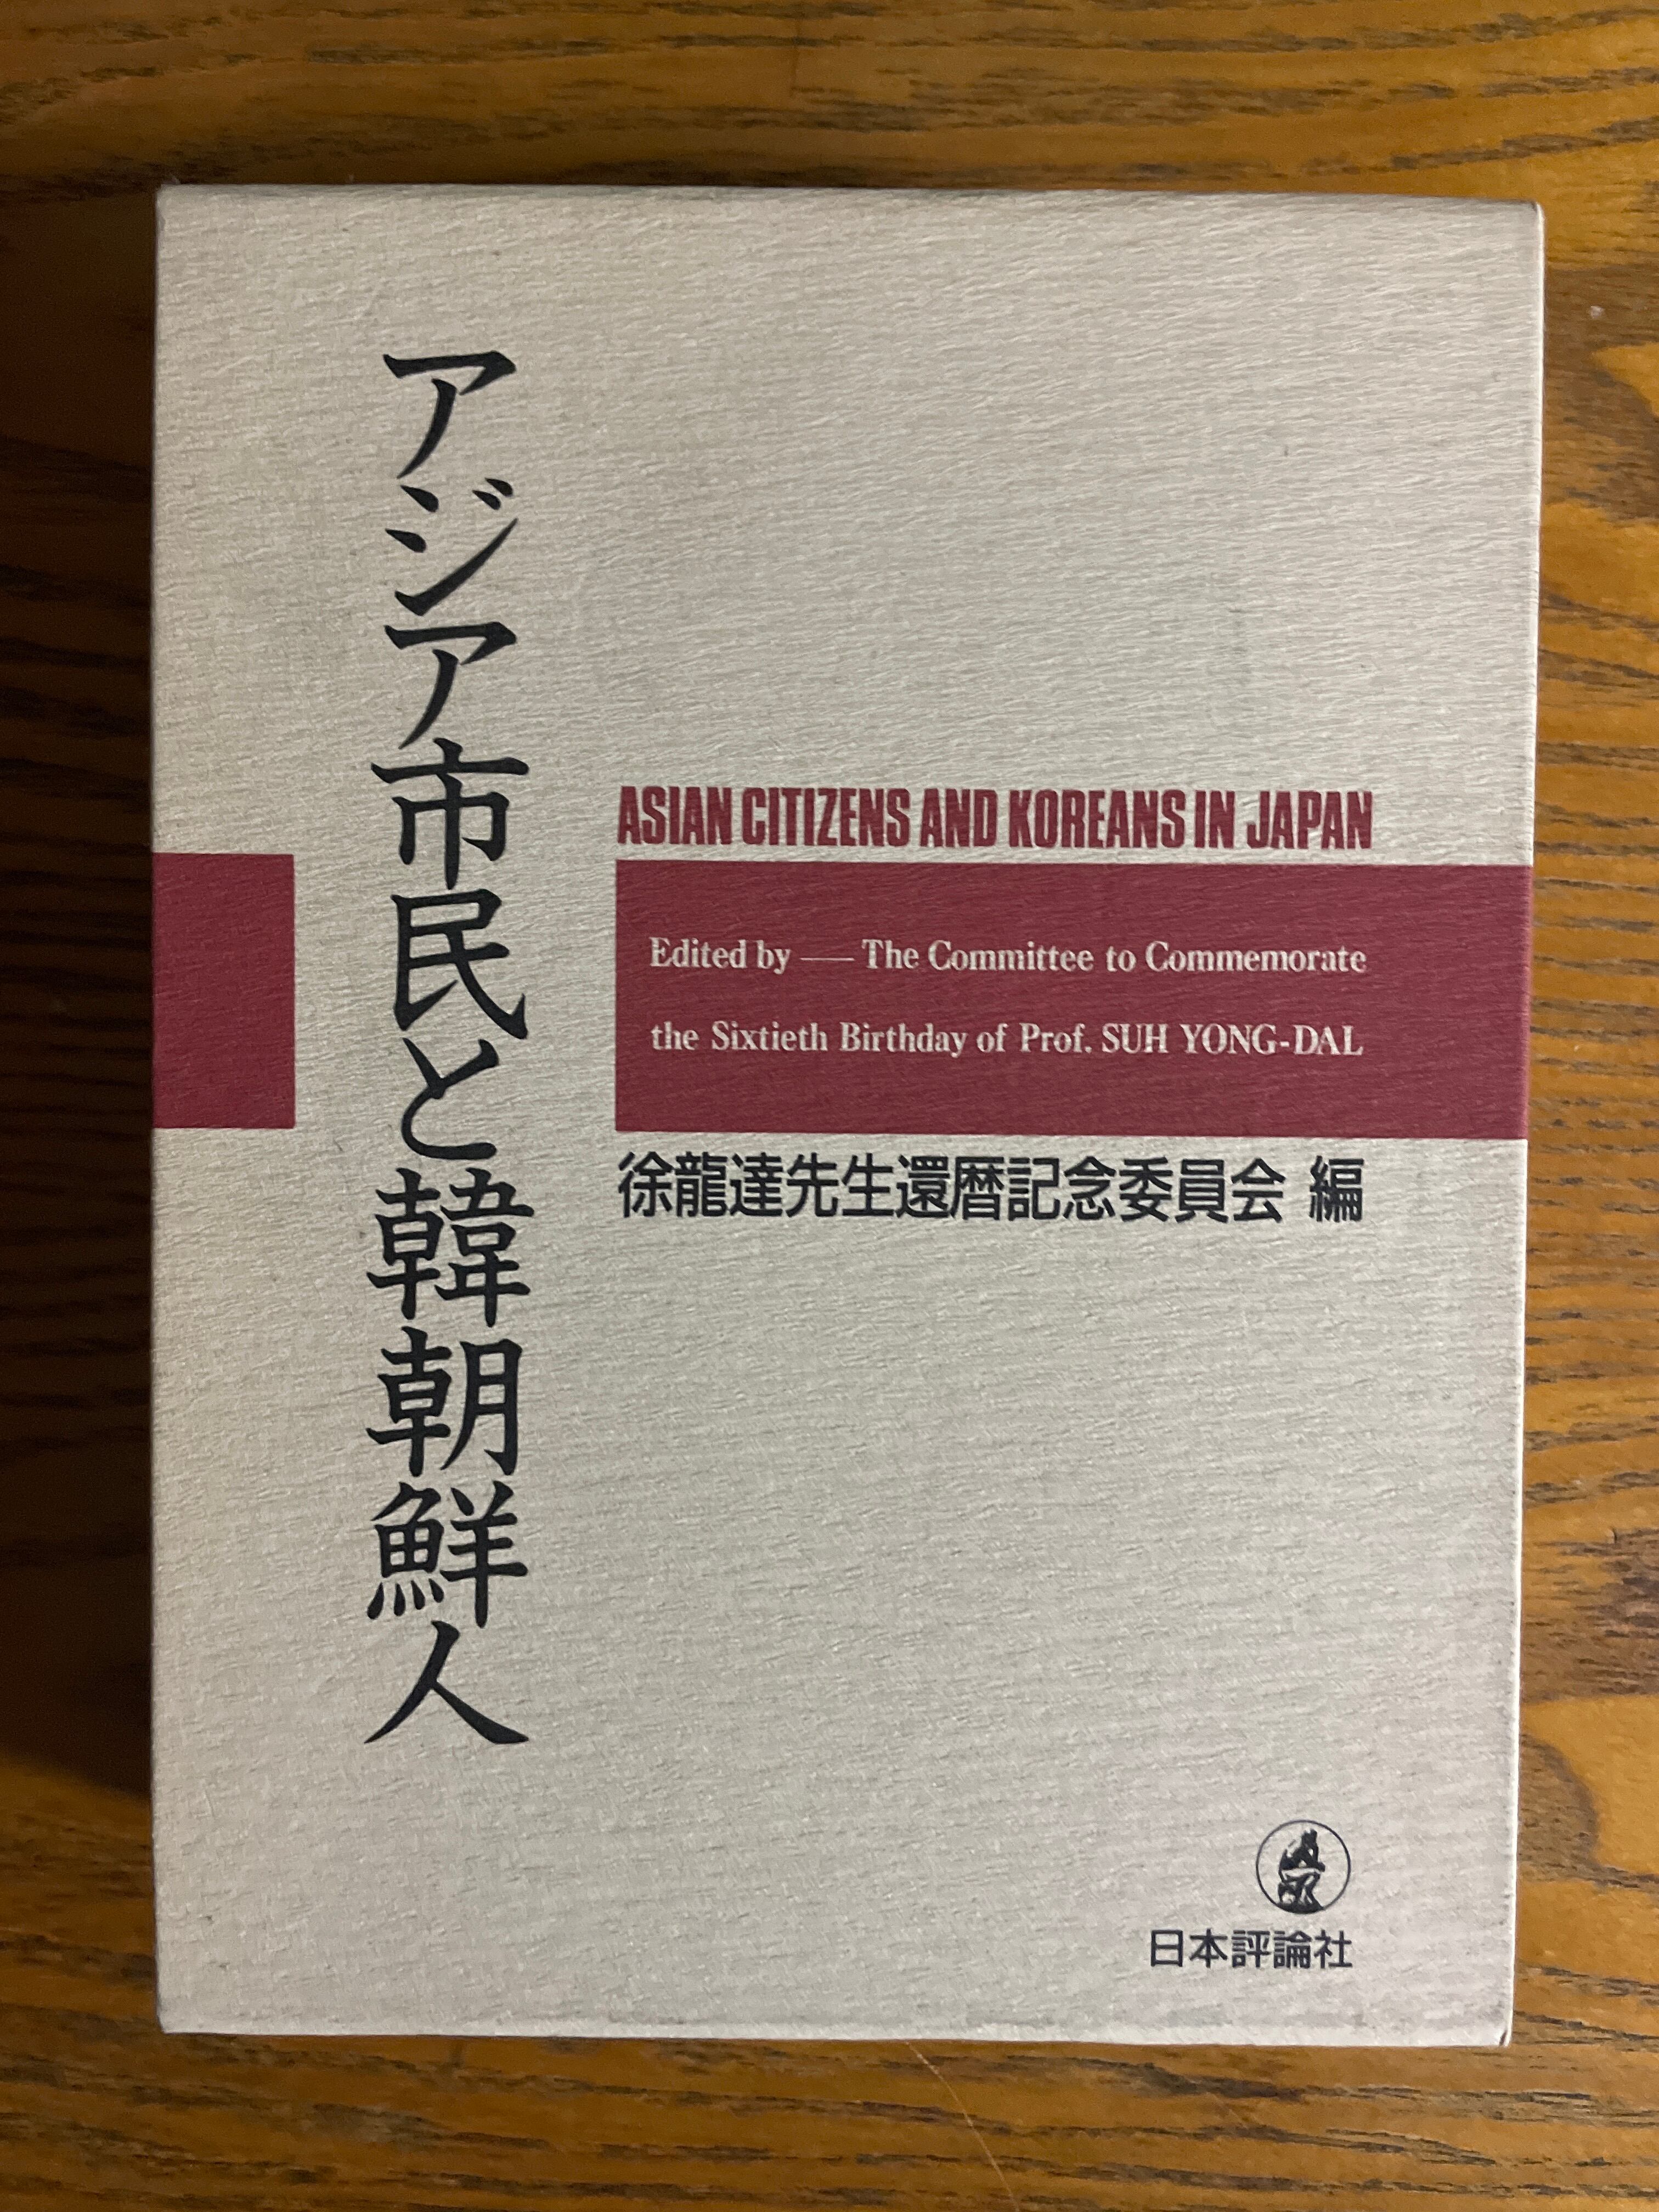 アジア市民と韓朝鮮人
ASIAN CITIZENS AND KOREANS IN JAPAN
Edited by — The Committee to Commemorate
the Sixtieth Birthday of Prof. SUH YONG-DAL
徐龍達先生還暦記念委員会 編
日本評論社